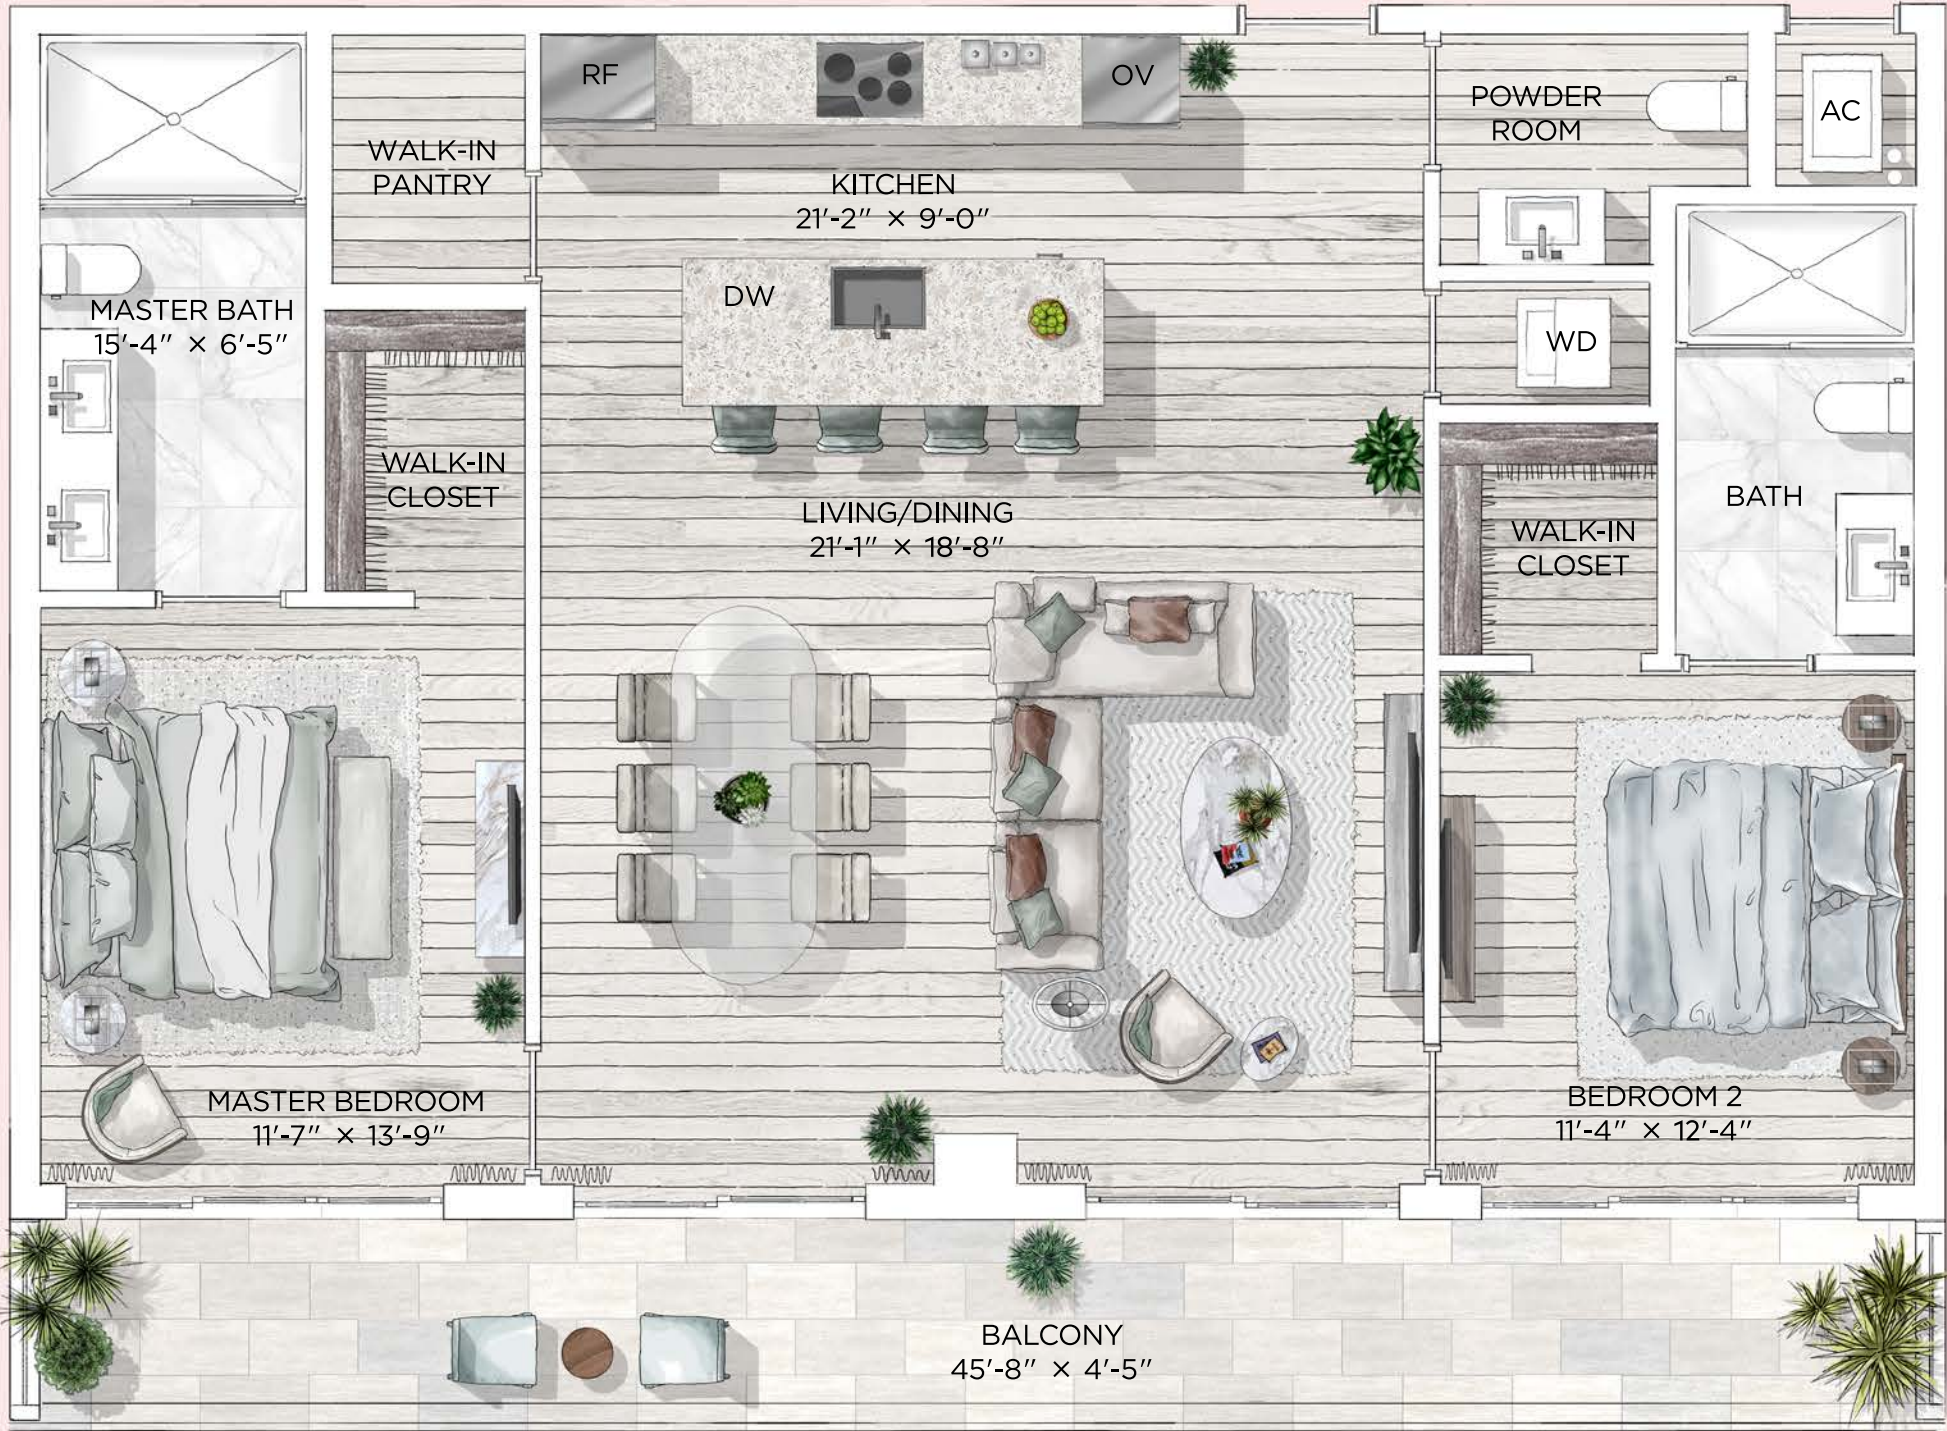 RF
OV
POWDER
ROOM
AC
WALK-IN
PANTRY
KITCHEN
21'-2" × 9'-0"
MASTER BATH
15'-4" × 6'-5"
DW
WD
WALK-IN
CLOSET
LIVING/DINING
21'-1" × 18'-8"
WALK-IN
CLOSET
BATH
MASTER BEDROOM
11'-7" × 13'-9"
BEDROOM 2
11'-4" × 12'-4"
BALCONY
45'-8" × 4'-5"